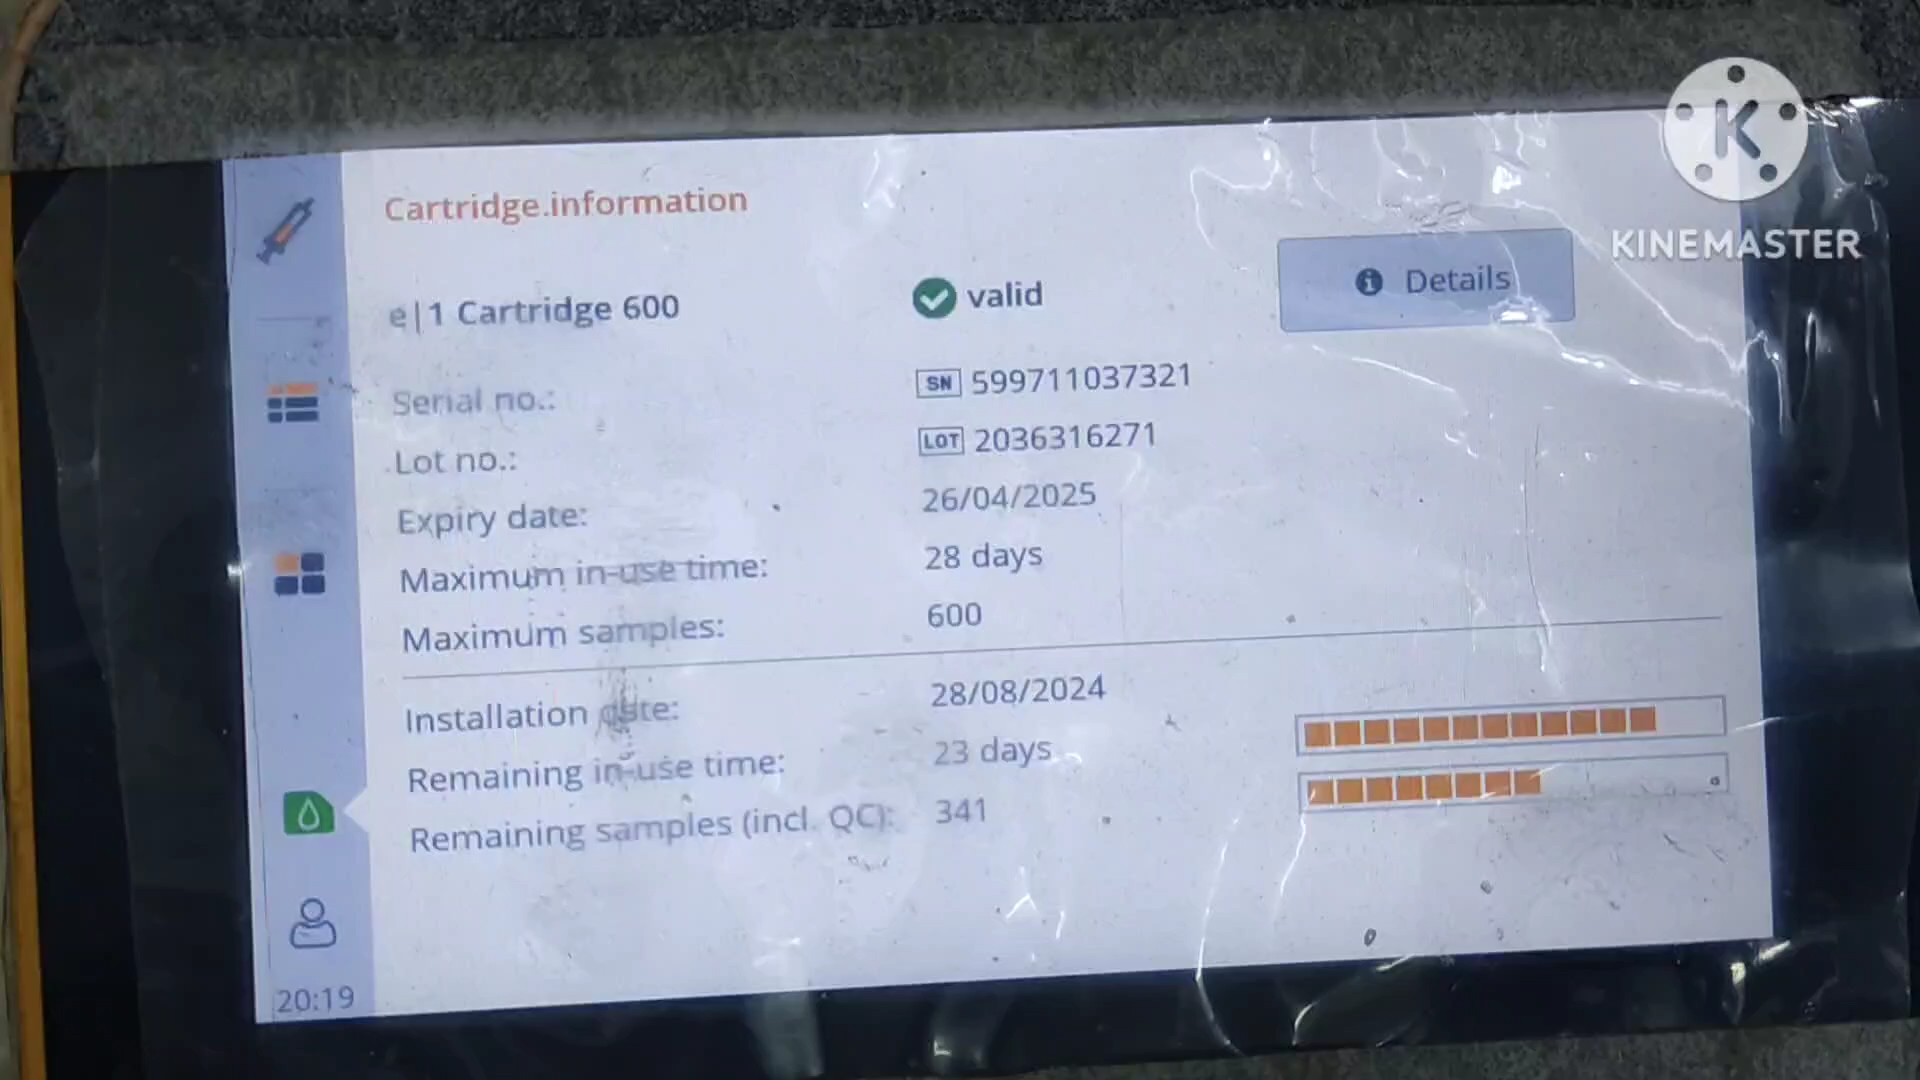 Cartridge.information
e|1 Cartridge 600
valid
Details
Serial no.:
SN 599711037321
Lot no.:
LOT 2036316271
Expiry date:
26/04/2025
Maximum in-use time:
28 days
Maximum samples:
600
Installation date:
28/08/2024
Remaining in-use time:
23 days
Remaining samples (incl. QC):
341
20:19
K
KINEMASTER